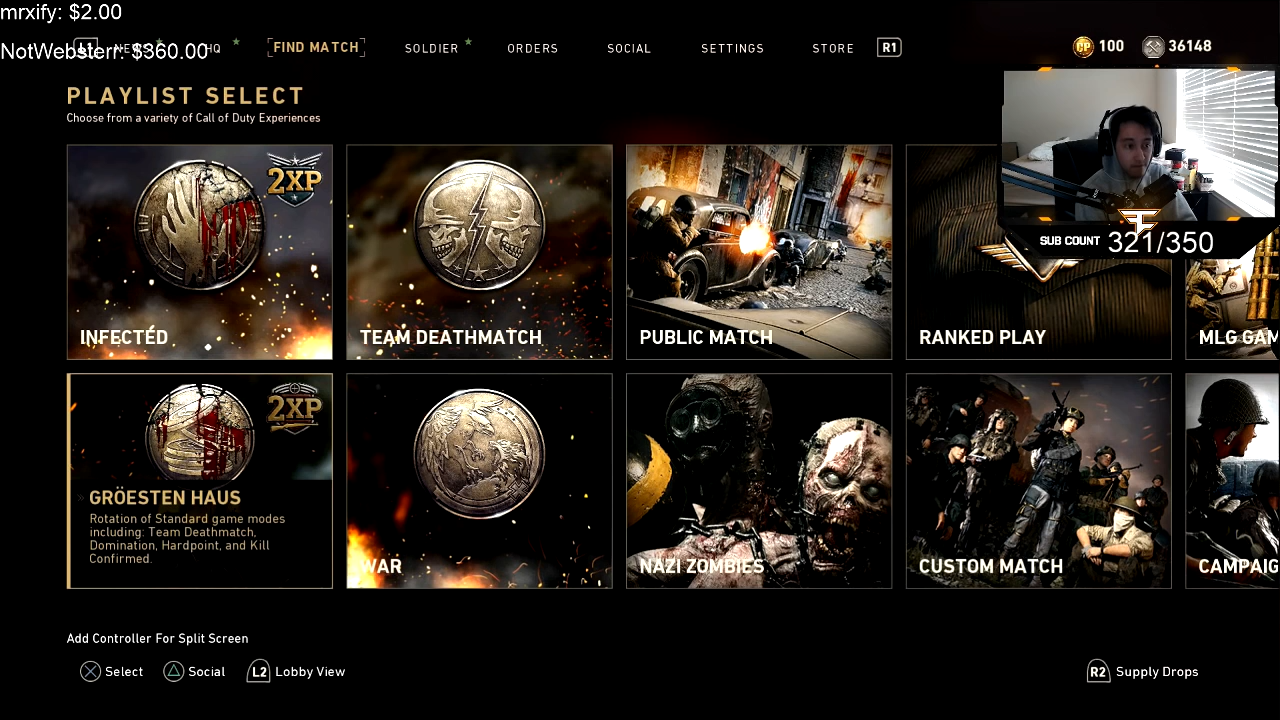 mrxify: $2.00
NotWebsterr: $360.00
HQ
FIND MATCH
SOLDIER
ORDERS
SOCIAL
SETTINGS
STORE
R1
100
36148
PLAYLIST SELECT
Choose from a variety of Call of Duty Experiences
SUB COUNT 321/350
2XP
INFECTED
TEAM DEATHMATCH
PUBLIC MATCH
RANKED PLAY
MLG GAM
2XP
GRÖESTEN HAUS
Rotation of Standard game modes
including: Team Deathmatch,
Domination, Hardpoint, and Kill
Confirmed.
WAR
NAZI ZOMBIES
CUSTOM MATCH
CAMPAIG
Add Controller For Split Screen
Select
Social
L2 Lobby View
R2 Supply Drops